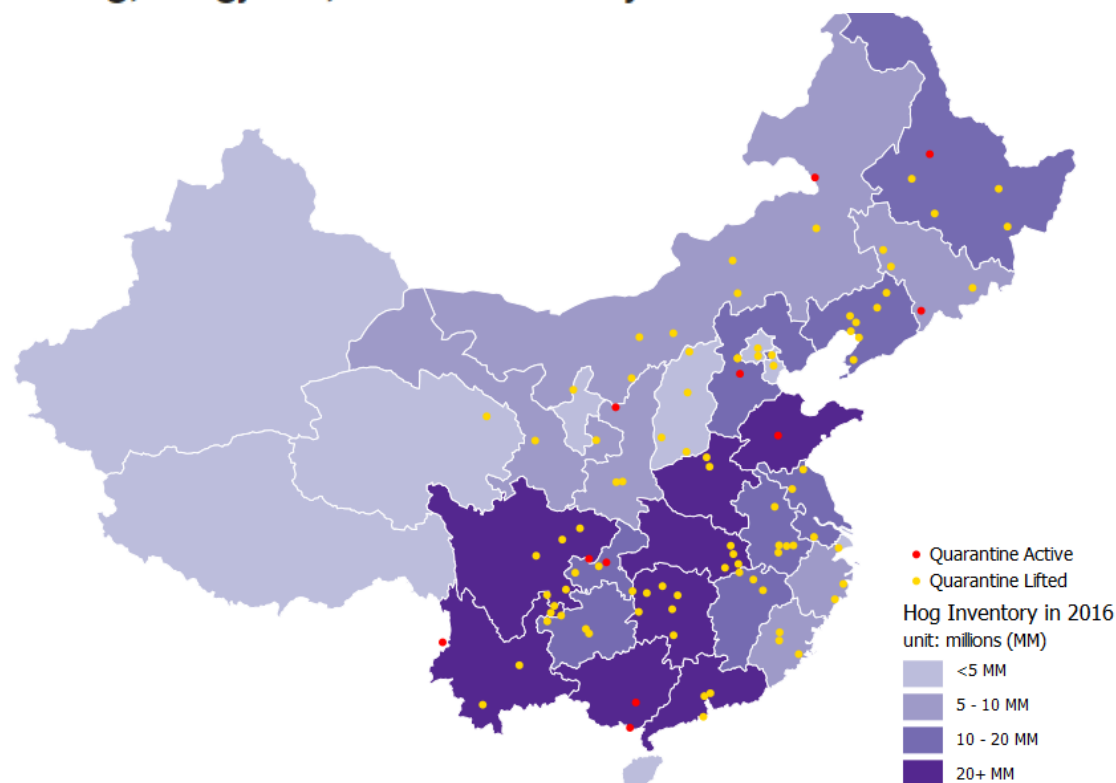 Quarantine Active
Quarantine Lifted
Hog Inventory in 2016
unit: millions (MM)
<5 MM
5 - 10 MM
10 - 20 MM
20+ MM